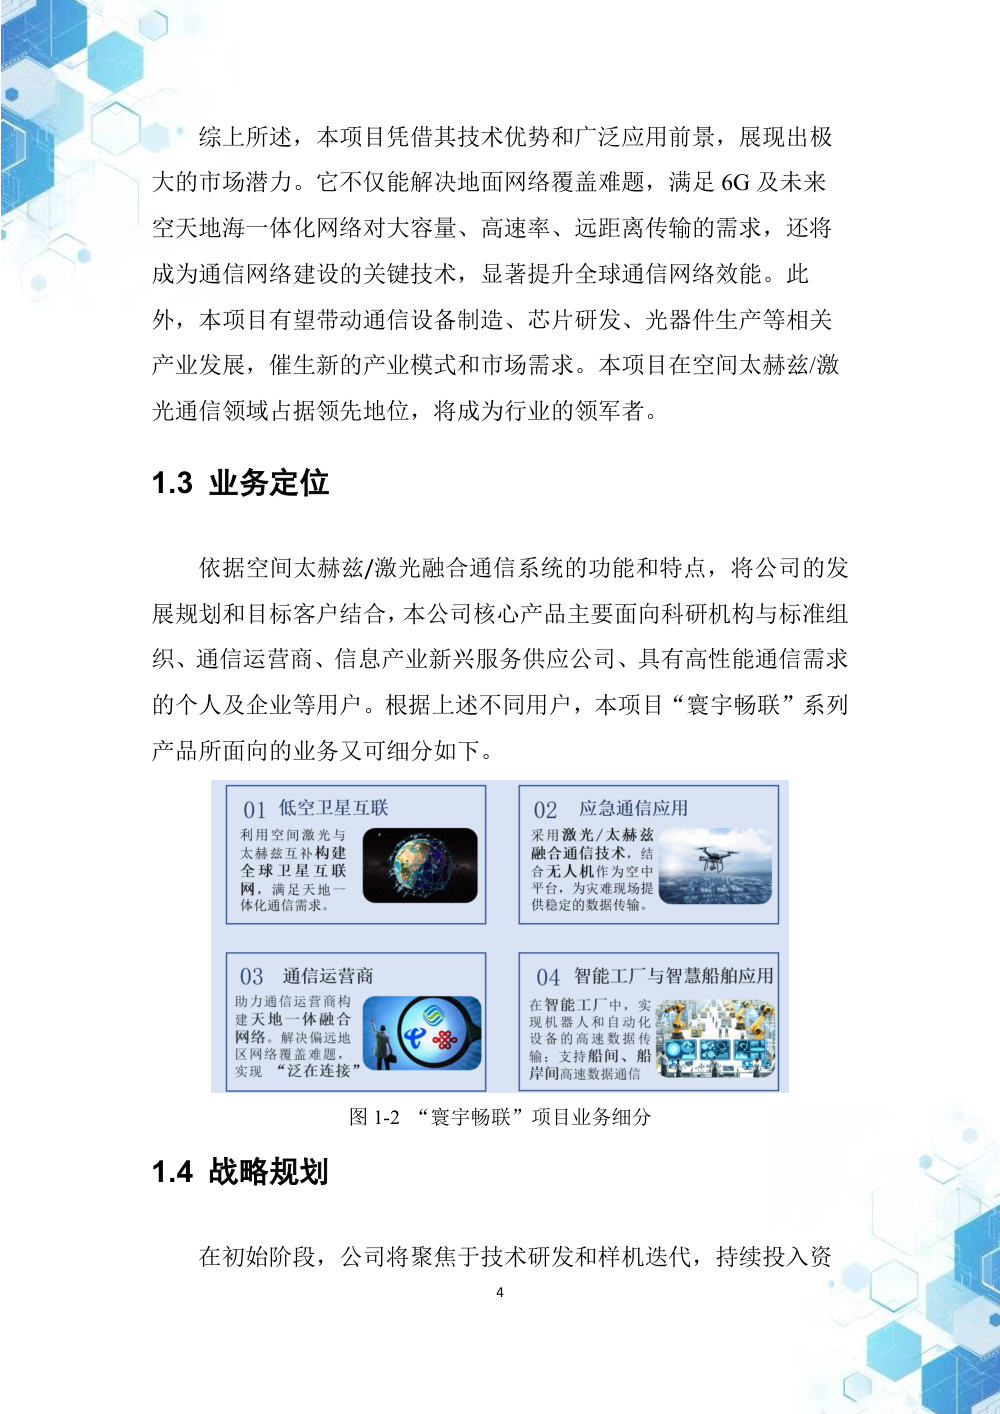 综上所述，本项目凭借其技术优势和广泛应用前景，展现出极
大的市场潜力。它不仅能解决地面网络覆盖难题，满足 6G 及未来
空天地海一体化网络对大容量、高速率、远距离传输的需求，还将
成为通信网络建设的关键技术，显著提升全球通信网络效能。此
外，本项目有望带动通信设备制造、芯片研发、光器件生产等相关
产业发展，催生新的产业模式和市场需求。本项目在空间太赫兹/激
光通信领域占据领先地位，将成为行业的领军者。
1.3 业务定位
依据空间太赫兹/激光融合通信系统的功能和特点，将公司的发
展规划和目标客户结合，本公司核心产品主要面向科研机构与标准组
织、通信运营商、信息产业新兴服务供应公司、具有高性能通信需求
的个人及企业等用户。根据上述不同用户，本项目“寰宇畅联”系列
产品所面向的业务又可细分如下。
01 低空卫星互联
利用空间激光与
太赫兹互补构建
全球卫星互联
网，满足天地一
体化通信需求。
02 应急通信应用
采用激光/太赫兹
融合通信技术，结
合无人机作为空中
平台，为灾难现场提
供稳定的数据传输。
03 通信运营商
助力通信运营商构
建天地一体融合
网络。解决偏远地
区网络覆盖难题，
实现 “泛在连接”
04 智能工厂与智慧船舶应用
在智能工厂中，实
现机器人和自动化
设备的高速数据传
输；支持船间、船
岸间高速数据通信
图 1-2 “寰宇畅联”项目业务细分
1.4 战略规划
在初始阶段，公司将聚焦于技术研发和样机迭代，持续投入资
4